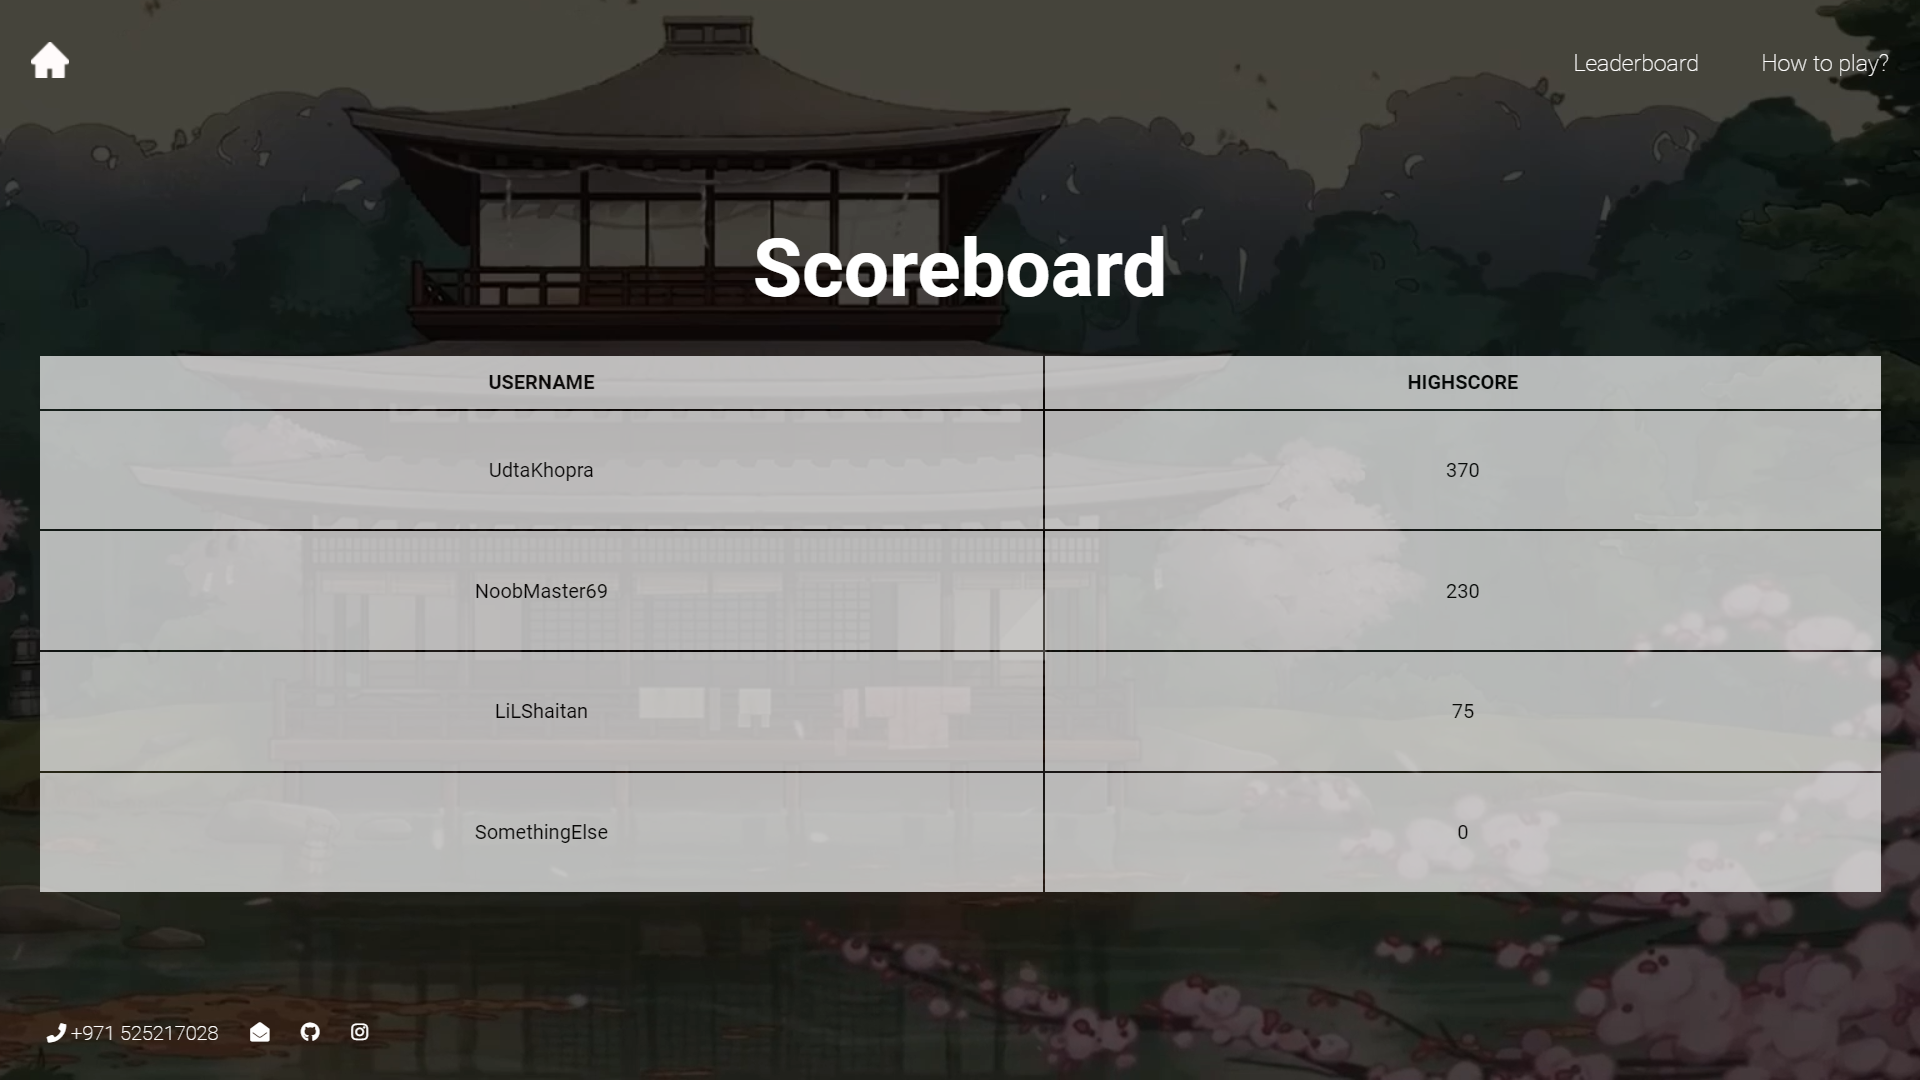 Leaderboard How to play?
Scoreboard
USERNAME HIGHSCORE
UdtaKhopra 370
NoobMaster69 230
LiLShaitan 75
SomethingElse 0
+971 525217028